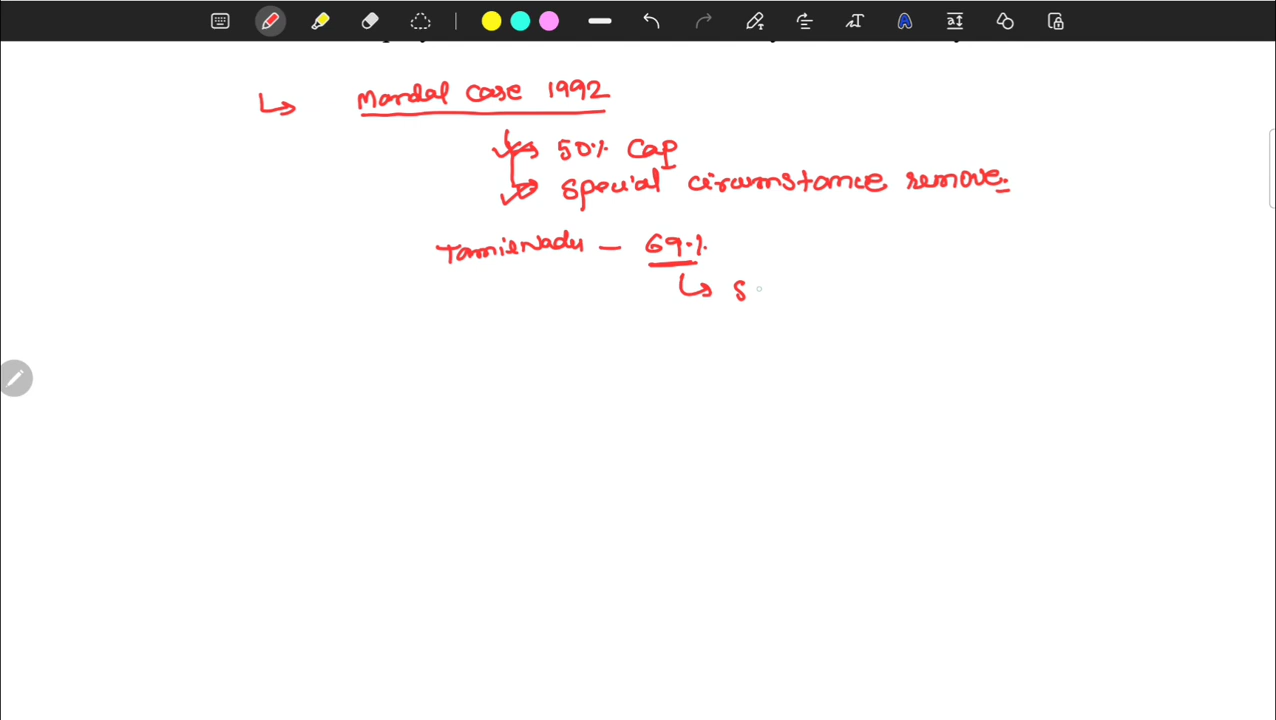 Mandal Case 1992
50% Cap
special circumstance remove.
TamilNadu - 69%
S